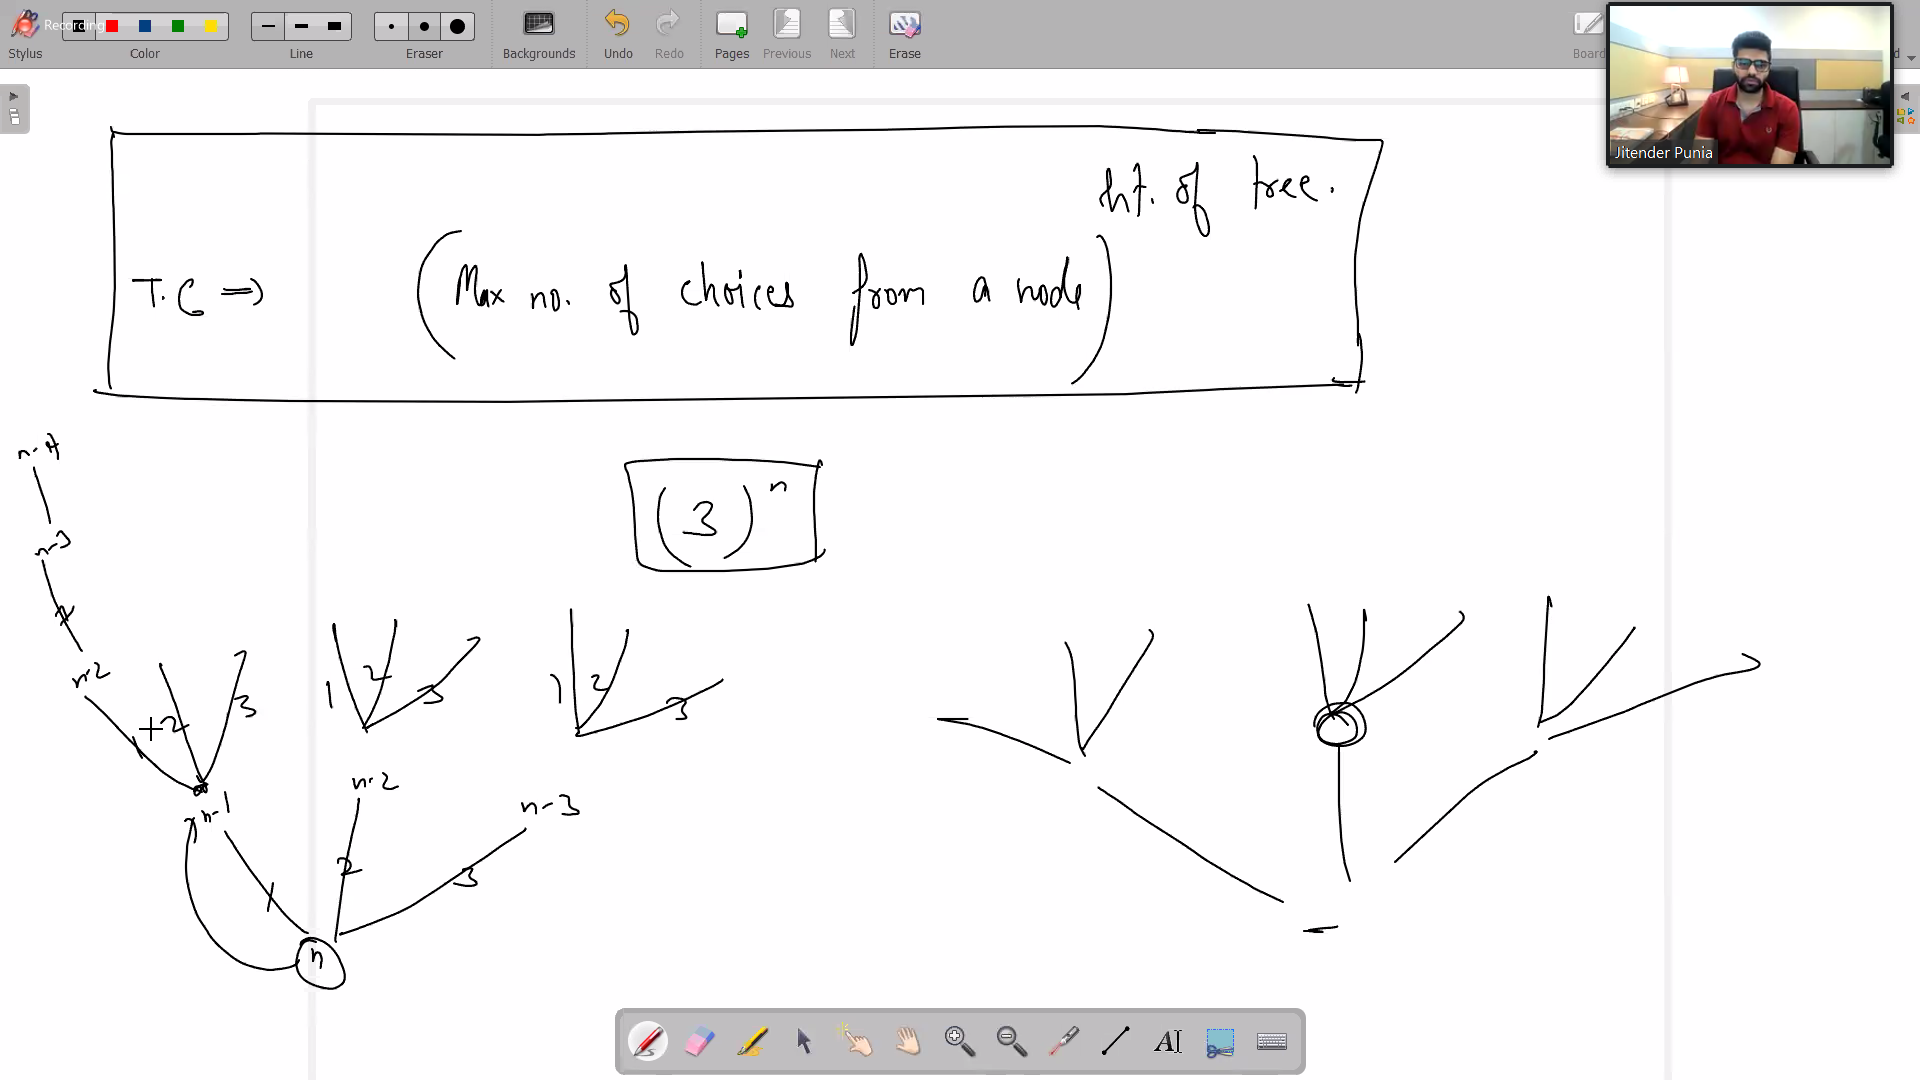 Recording
Stylus
Color
Line
Eraser
Backgrounds
Undo
Redo
Pages
Previous
Next
Erase
Board
Jitender Punia
ht. of tree.
T.C ⇒ (Max no. of choices from a node)
(3)^n
n-4
n-3
1
n-2
1 2 3
1 2 3
1 2 3
n-1
n-2
n-3
1 2 3
n